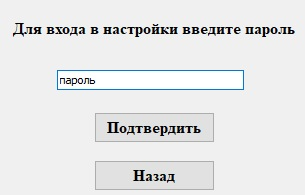 Для входа в настройки введите пароль
пароль
Подтвердить
Назад